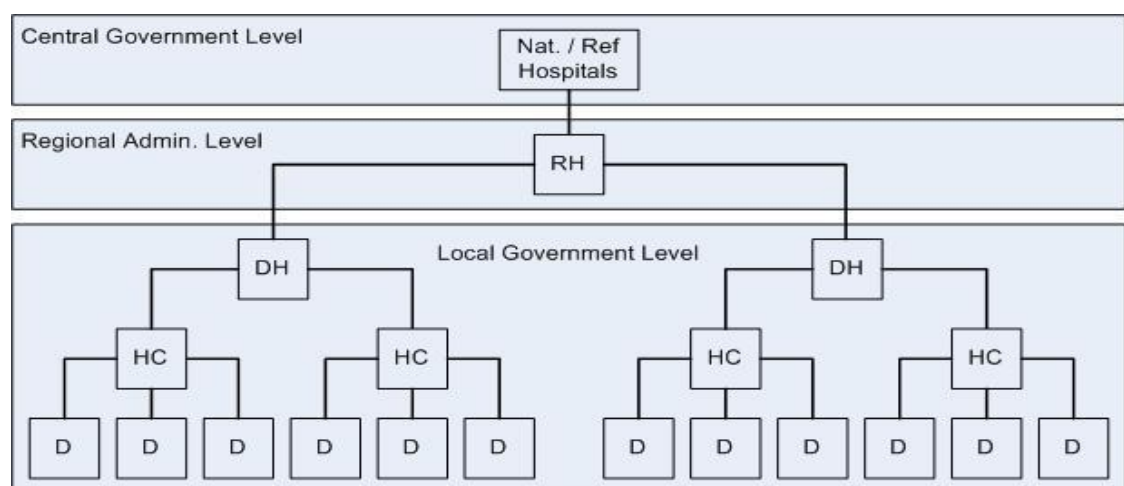 Central Government Level
Nat. / Ref
Hospitals
Regional Admin. Level
RH
Local Government Level
DH
DH
HC
HC
HC
HC
D
D
D
D
D
D
D
D
D
D
D
D